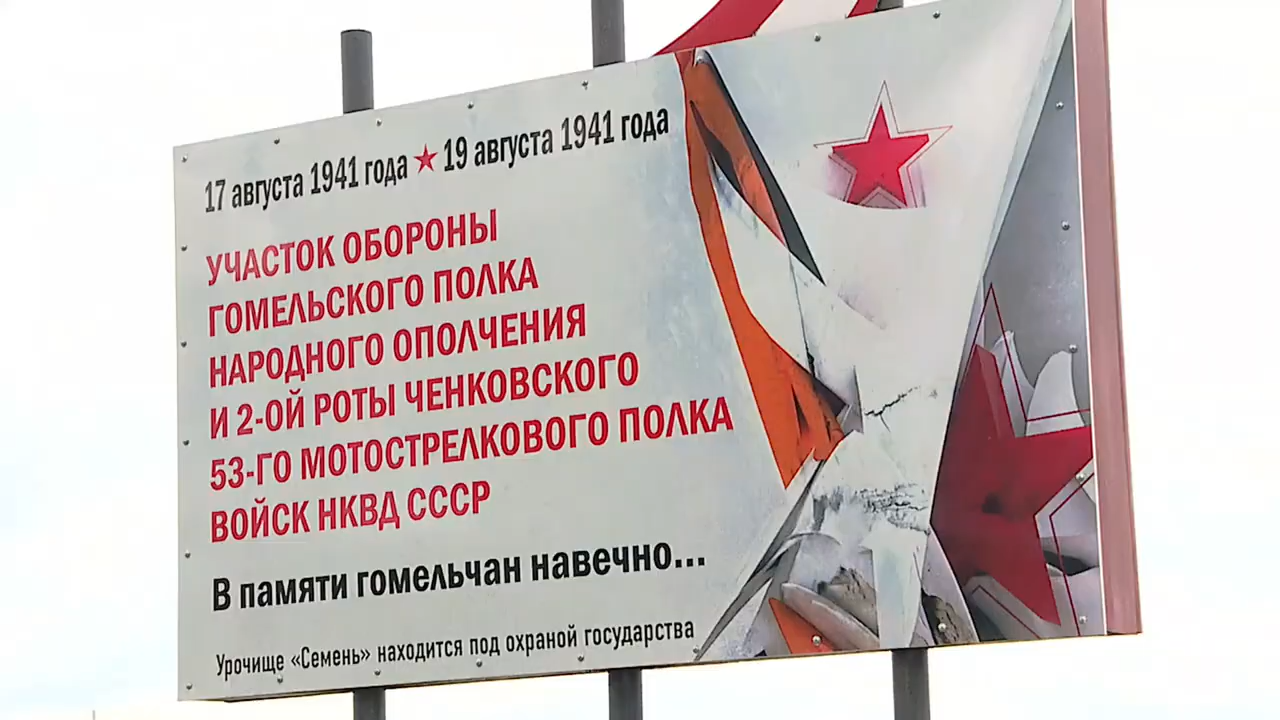 17 августа 1941 года ★ 19 августа 1941 года
УЧАСТОК ОБОРОНЫ
ГОМЕЛЬСКОГО ПОЛКА
НАРОДНОГО ОПОЛЧЕНИЯ
И 2-ОЙ РОТЫ ЧЕНКОВСКОГО
53-ГО МОТОСТРЕЛКОВОГО ПОЛКА
ВОЙСК НКВД СССР
В памяти гомельчан навечно...
Урочище «Семень» находится под охраной государства